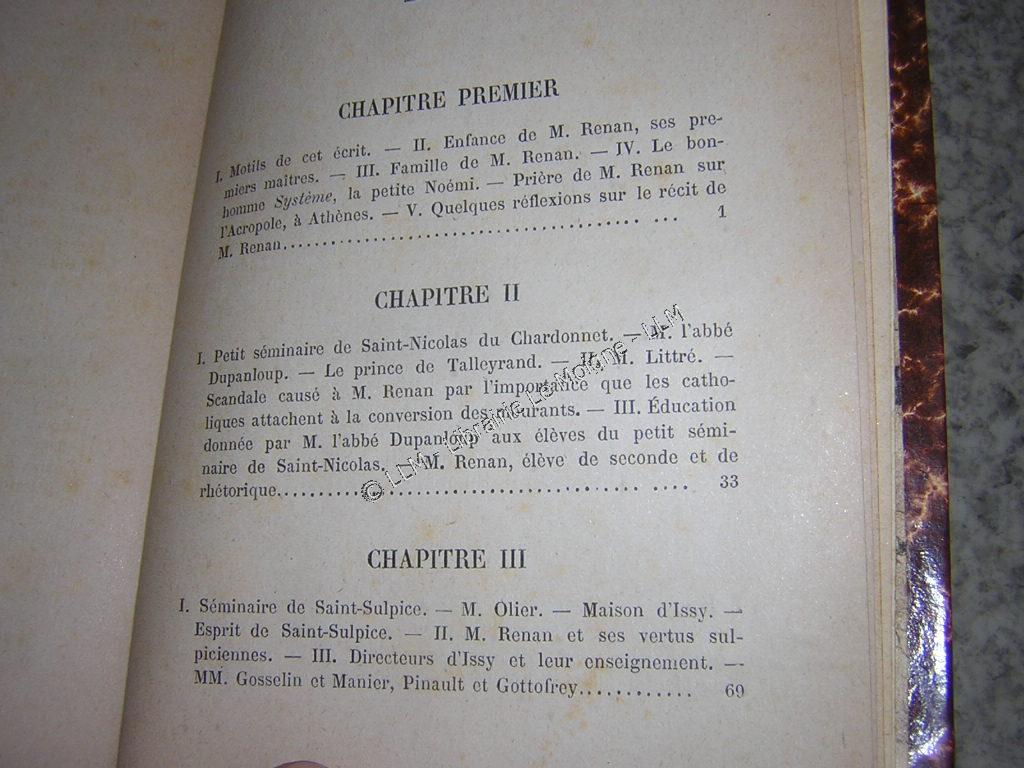 CHAPITRE PREMIER
I. Motifs de cet écrit. — II. Enfance de M. Renan, ses pre-
miers maîtres. — III. Famille de M. Renan. — IV. Le bon-
homme Système, la petite Noémi. — Prière de M. Renan sur
l'Acropole, à Athènes. — V. Quelques réflexions sur le récit de
M. Renan........................................ ... 1
CHAPITRE II
I. Petit séminaire de Saint-Nicolas du Chardonnet. — M. l'abbé
Dupanloup. — Le prince de Talleyrand. — II. M. Littré. —
Scandale causé à M. Renan par l'importance que les catho-
liques attachent à la conversion des mourants. — III. Éducation
donnée par M. l'abbé Dupanloup aux élèves du petit sémi-
naire de Saint-Nicolas. — M. Renan, élève de seconde et de
rhétorique........................................ .... 33
© LLM - Librairie Le Moigne - LLM
CHAPITRE III
I. Séminaire de Saint-Sulpice. — M. Olier. — Maison d'Issy. —
Esprit de Saint-Sulpice. — II. M. Renan et ses vertus sul-
piciennes. — III. Directeurs d'Issy et leur enseignement. —
MM. Gosselin et Manier, Pinault et Gottofrey............ 69